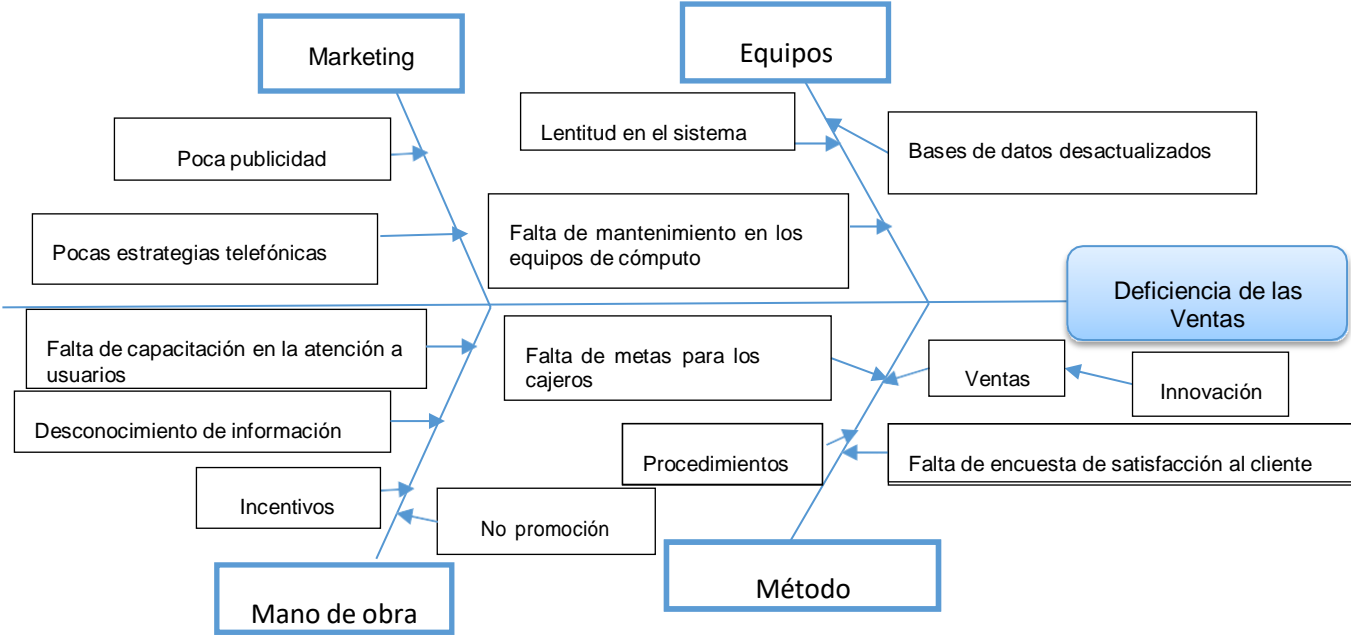 Marketing
Equipos
Poca publicidad
Lentitud en el sistema
Bases de datos desactualizados
Pocas estrategias telefónicas
Falta de mantenimiento en los
equipos de cómputo
Deficiencia de las
Ventas
Falta de capacitación en la atención a
usuarios
Falta de metas para los
cajeros
Ventas
Innovación
Desconocimiento de información
Procedimientos
Falta de encuesta de satisfacción al cliente
Incentivos
No promoción
Mano de obra
Método